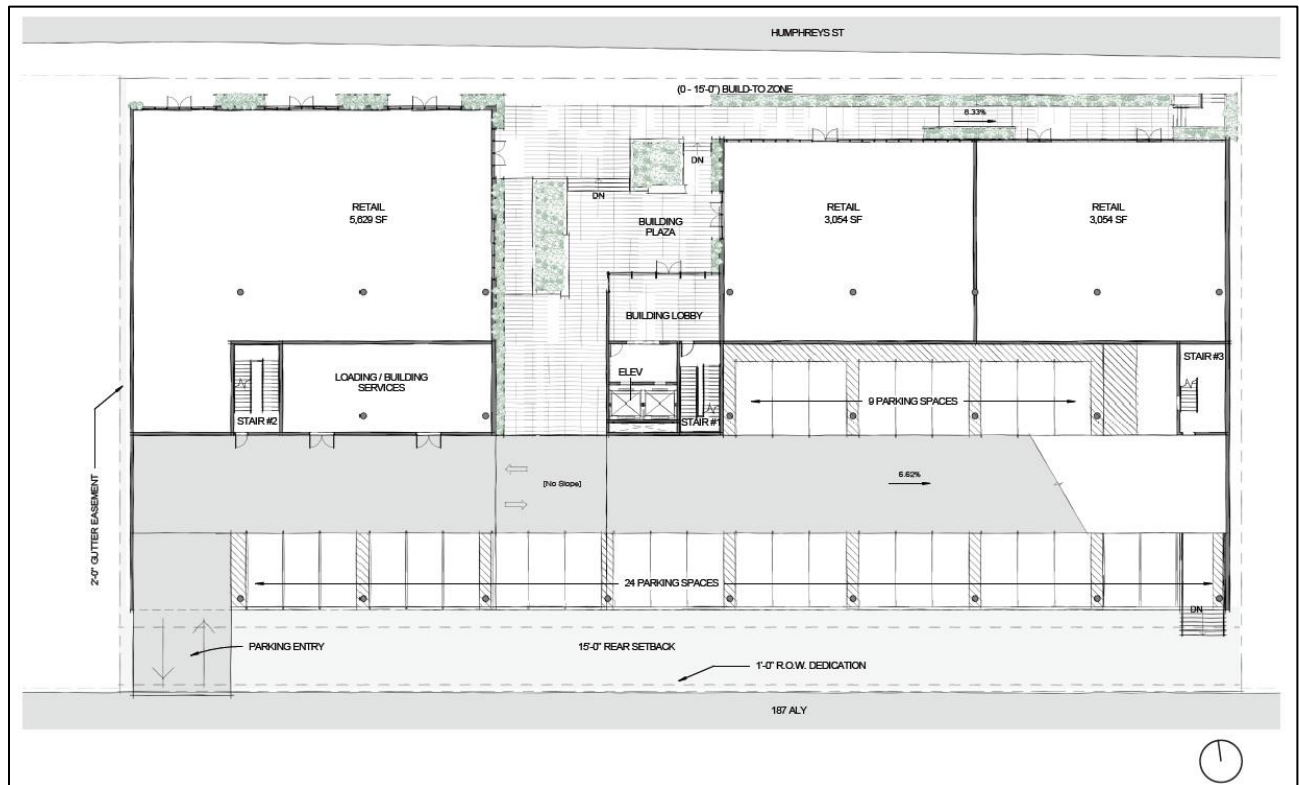 HUMPHREYS ST
(0 - 15'-0") BUILD-TO ZONE
8.33%
DN
DN
RETAIL
5,629 SF
BUILDING
PLAZA
RETAIL
3,054 SF
RETAIL
3,054 SF
BUILDING LOBBY
LOADING / BUILDING
SERVICES
ELEV
STAIR #3
9 PARKING SPACES
STAIR #2
STAIR #1
[No Slope]
6.62%
2'-0" GUTTER EASEMENT
24 PARKING SPACES
DN
PARKING ENTRY
15'-0" REAR SETBACK
1'-0" R.O.W. DEDICATION
187 ALY